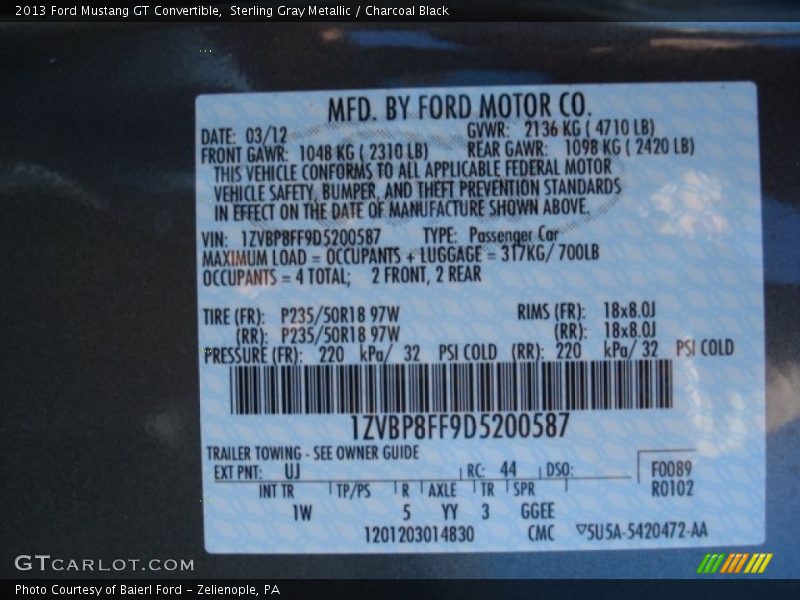 2013 Ford Mustang GT Convertible, Sterling Gray Metallic / Charcoal Black
MFD. BY FORD MOTOR CO.
DATE: 03/12 GVWR: 2136 KG ( 4710 LB)
FRONT GAWR: 1048 KG ( 2310 LB) REAR GAWR: 1098 KG ( 2420 LB)
THIS VEHICLE CONFORMS TO ALL APPLICABLE FEDERAL MOTOR
VEHICLE SAFETY, BUMPER, AND THEFT PREVENTION STANDARDS
IN EFFECT ON THE DATE OF MANUFACTURE SHOWN ABOVE.
VIN: 1ZVBP8FF9D5200587 TYPE: Passenger Car
MAXIMUM LOAD = OCCUPANTS + LUGGAGE = 317KG/ 700LB
OCCUPANTS = 4 TOTAL; 2 FRONT, 2 REAR
TIRE (FR): P235/50R18 97W RIMS (FR): 18x8.0J
(RR): P235/50R18 97W (RR): 18x8.0J
PRESSURE (FR): 220 kPa/ 32 PSI COLD (RR): 220 kPa/ 32 PSI COLD
1ZVBP8FF9D5200587
TRAILER TOWING - SEE OWNER GUIDE
EXT PNT: UJ RC: 44 DSO: F0089
INT TR TP/PS R AXLE TR SPR R0102
1W 5 YY 3 GGEE
1201203014830 CMC 5U5A-5420472-AA
GTCARLOT.COM
Photo Courtesy of Baierl Ford - Zelienople, PA